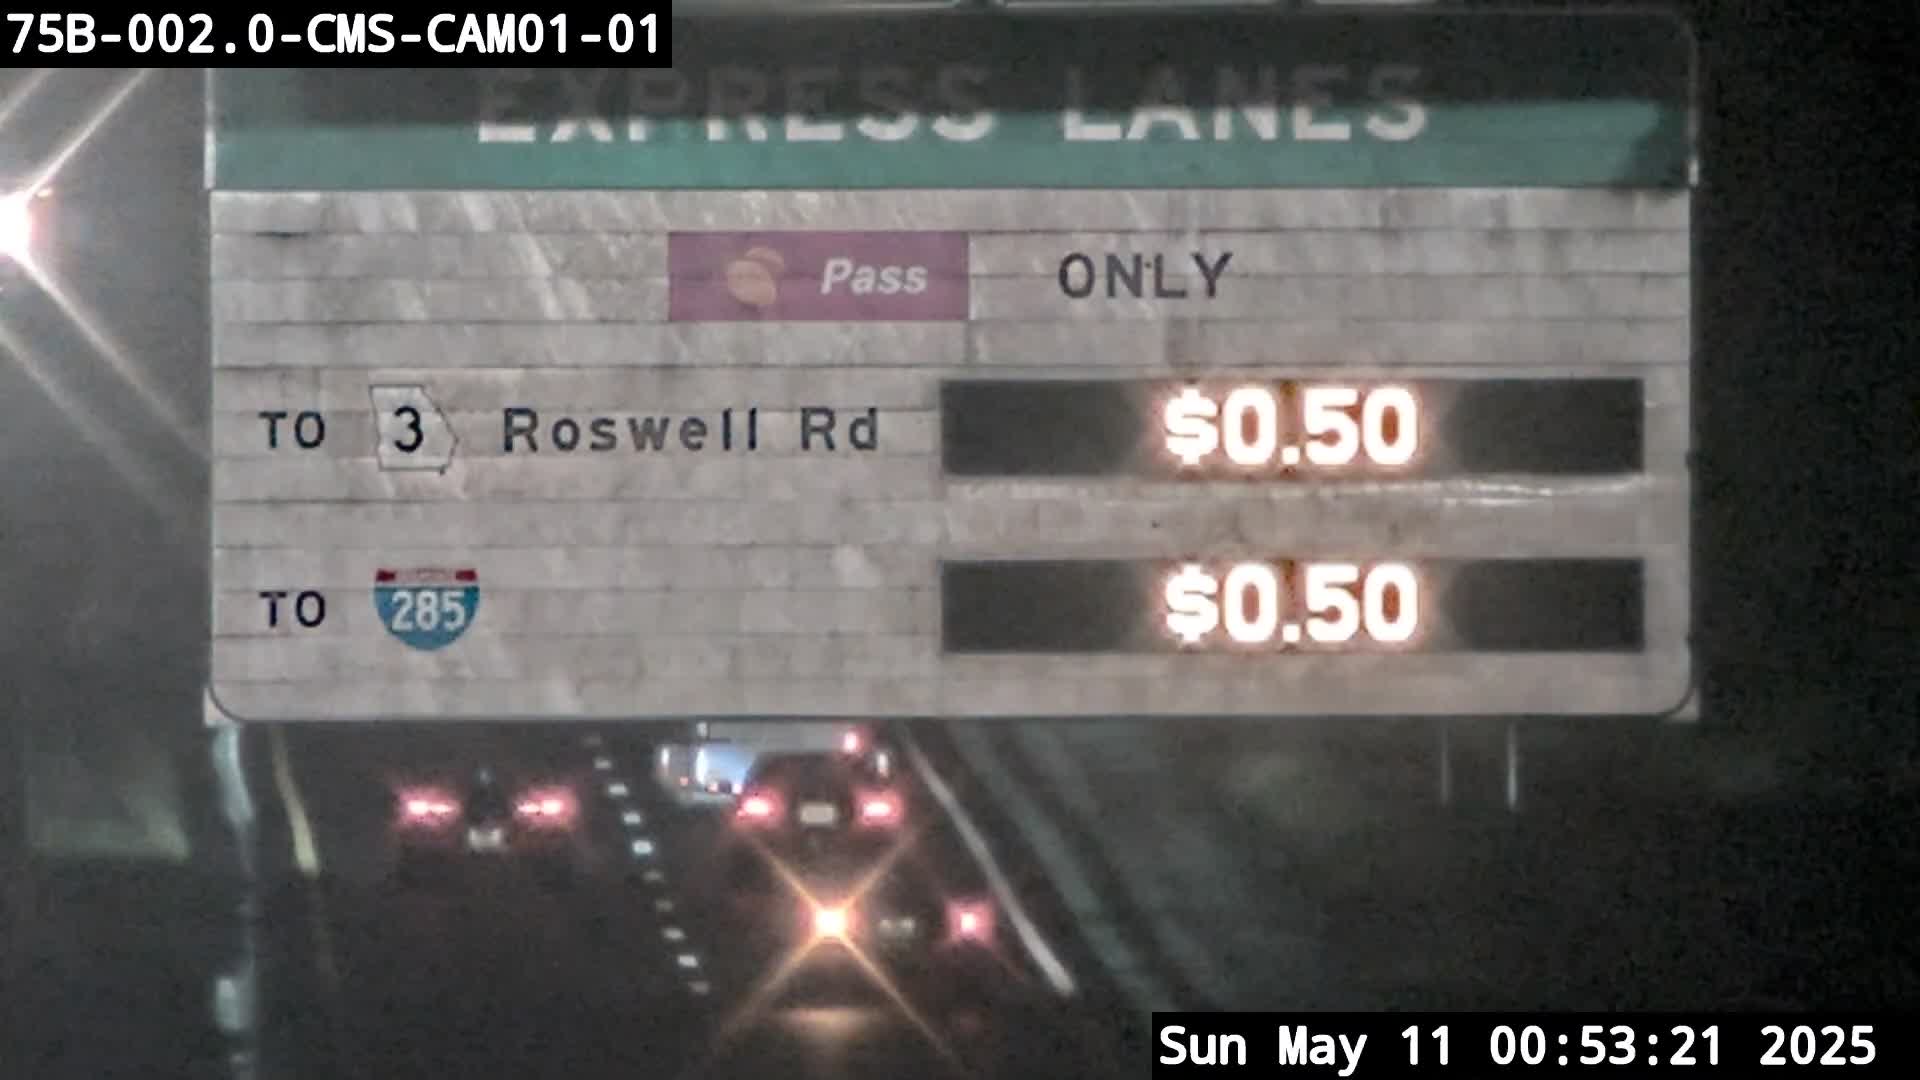 75B-002.0-CMS-CAM01-01
EXPRESS LANES
Pass ONLY
TO 3 Roswell Rd $0.50
TO 285 $0.50
Sun May 11 00:53:21 2025